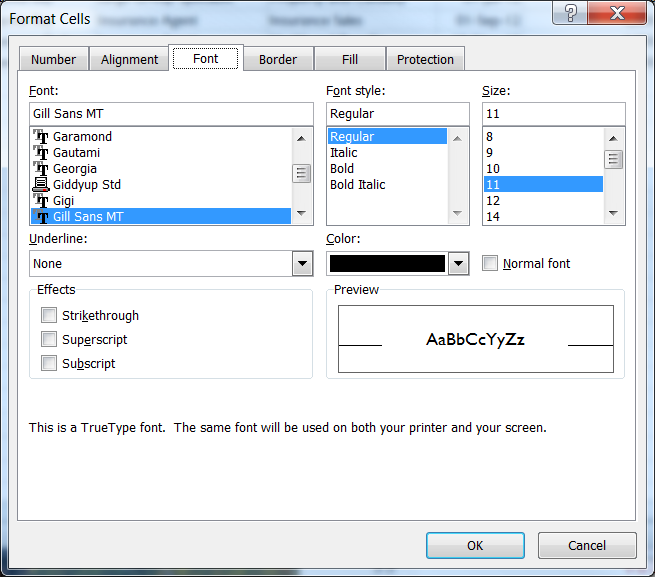 Insurance Agent Insurance Sales 01-Sep-12
Format Cells
Number Alignment Font Border Fill Protection
Font: Font style: Size:
Gill Sans MT Regular 11
Garamond Regular 8
Gautami Italic 9
Georgia Bold 10
Giddyup Std Bold Italic 11
Gigi 12
Gill Sans MT 14
Underline: Color:
None Normal font
Effects Preview
Strikethrough
Superscript AaBbCcYyZz
Subscript
This is a TrueType font. The same font will be used on both your printer and your screen.
OK Cancel